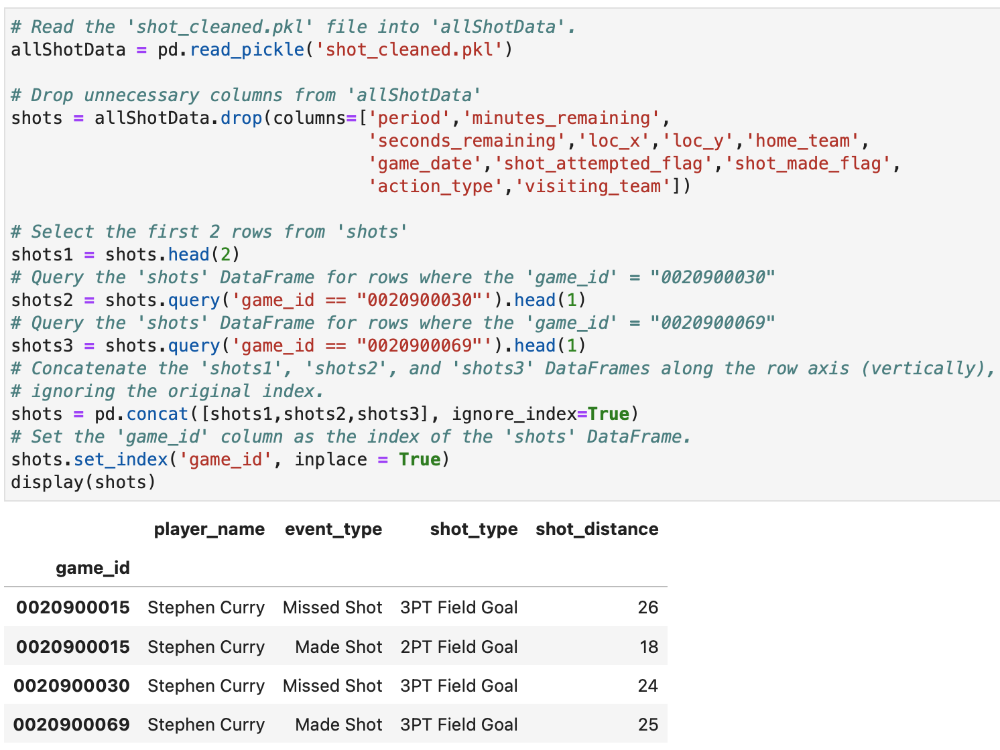 # Read the 'shot_cleaned.pkl' file into 'allShotData'.
allShotData = pd.read_pickle('shot_cleaned.pkl')
# Drop unnecessary columns from 'allShotData'
shots = allShotData.drop(columns=['period','minutes_remaining',
'seconds_remaining','loc_x','loc_y','home_team',
'game_date','shot_attempted_flag','shot_made_flag',
'action_type','visiting_team'])
# Select the first 2 rows from 'shots'
shots1 = shots.head(2)
# Query the 'shots' DataFrame for rows where the 'game_id' = "0020900030"
shots2 = shots.query('game_id == "0020900030"').head(1)
# Query the 'shots' DataFrame for rows where the 'game_id' = "0020900069"
shots3 = shots.query('game_id == "0020900069"').head(1)
# Concatenate the 'shots1', 'shots2', and 'shots3' DataFrames along the row axis (vertically),
# ignoring the original index.
shots = pd.concat([shots1,shots2,shots3], ignore_index=True)
# Set the 'game_id' column as the index of the 'shots' DataFrame.
shots.set_index('game_id', inplace = True)
display(shots)
player_name event_type shot_type shot_distance
game_id
0020900015 Stephen Curry Missed Shot 3PT Field Goal 26
0020900015 Stephen Curry Made Shot 2PT Field Goal 18
0020900030 Stephen Curry Missed Shot 3PT Field Goal 24
0020900069 Stephen Curry Made Shot 3PT Field Goal 25